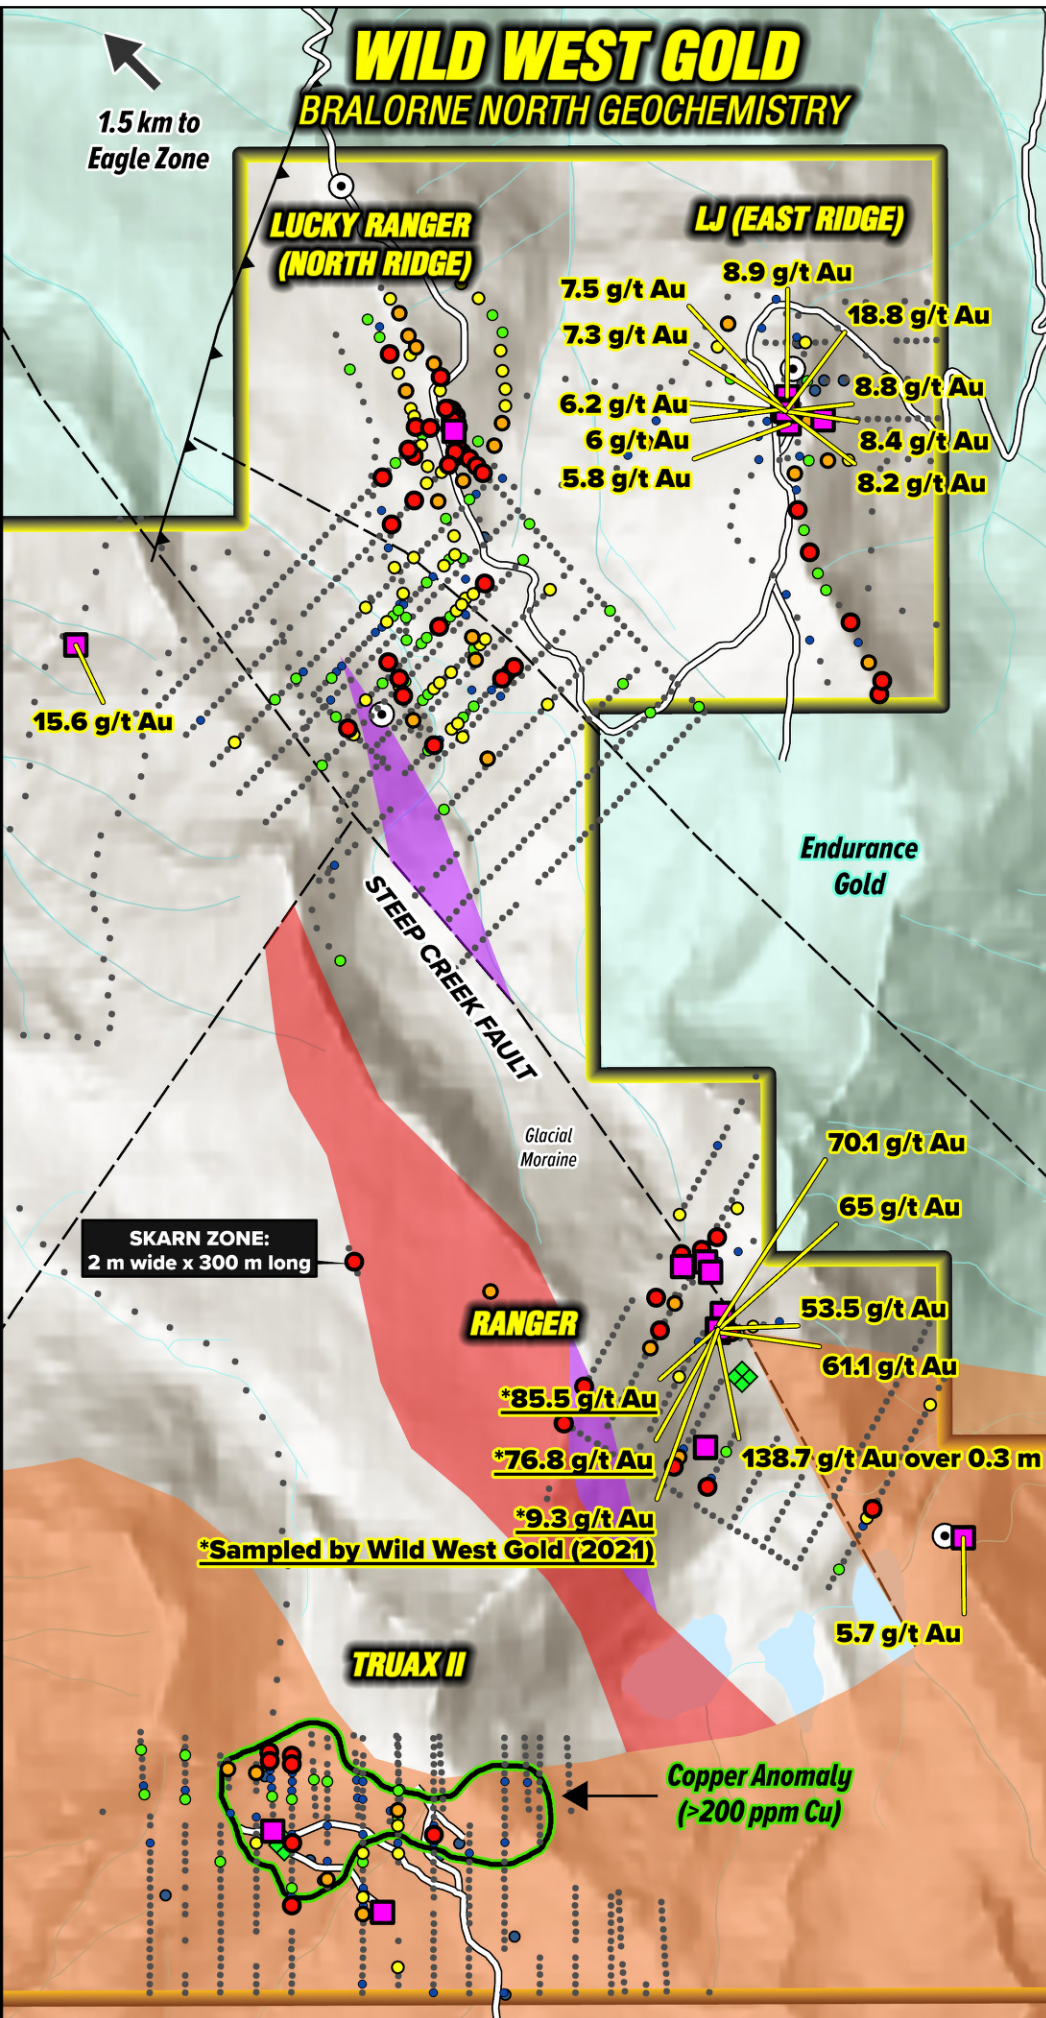 WILD WEST GOLD
BRALORNE NORTH GEOCHEMISTRY
1.5 km to
Eagle Zone
LUCKY RANGER
(NORTH RIDGE)
LJ (EAST RIDGE)
8.9 g/t Au
7.5 g/t Au
18.8 g/t Au
7.3 g/t Au
8.8 g/t Au
6.2 g/t Au
6 g/t Au
8.4 g/t Au
5.8 g/t Au
8.2 g/t Au
15.6 g/t Au
Endurance
Gold
STEEP CREEK FAULT
Glacial
Moraine
70.1 g/t Au
65 g/t Au
SKARN ZONE:
2 m wide x 300 m long
53.5 g/t Au
RANGER
61.1 g/t Au
*85.5 g/t Au
*76.8 g/t Au
138.7 g/t Au over 0.3 m
*9.3 g/t Au
*Sampled by Wild West Gold (2021)
5.7 g/t Au
TRUAX II
Copper Anomaly
(>200 ppm Cu)